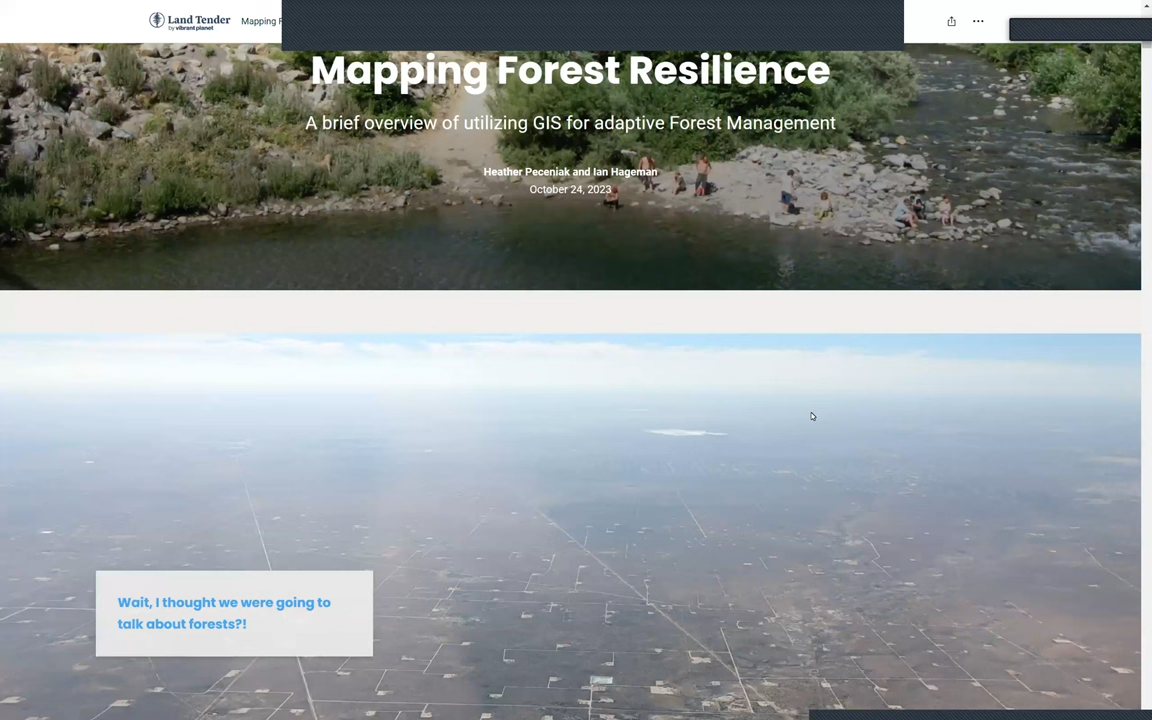 Land Tender
by vibrant planet
Mapping
Mapping Forest Resilience
A brief overview of utilizing GIS for adaptive Forest Management
Heather Peceniak and Ian Hageman
October 24, 2023
Wait, I thought we were going to
talk about forests?!